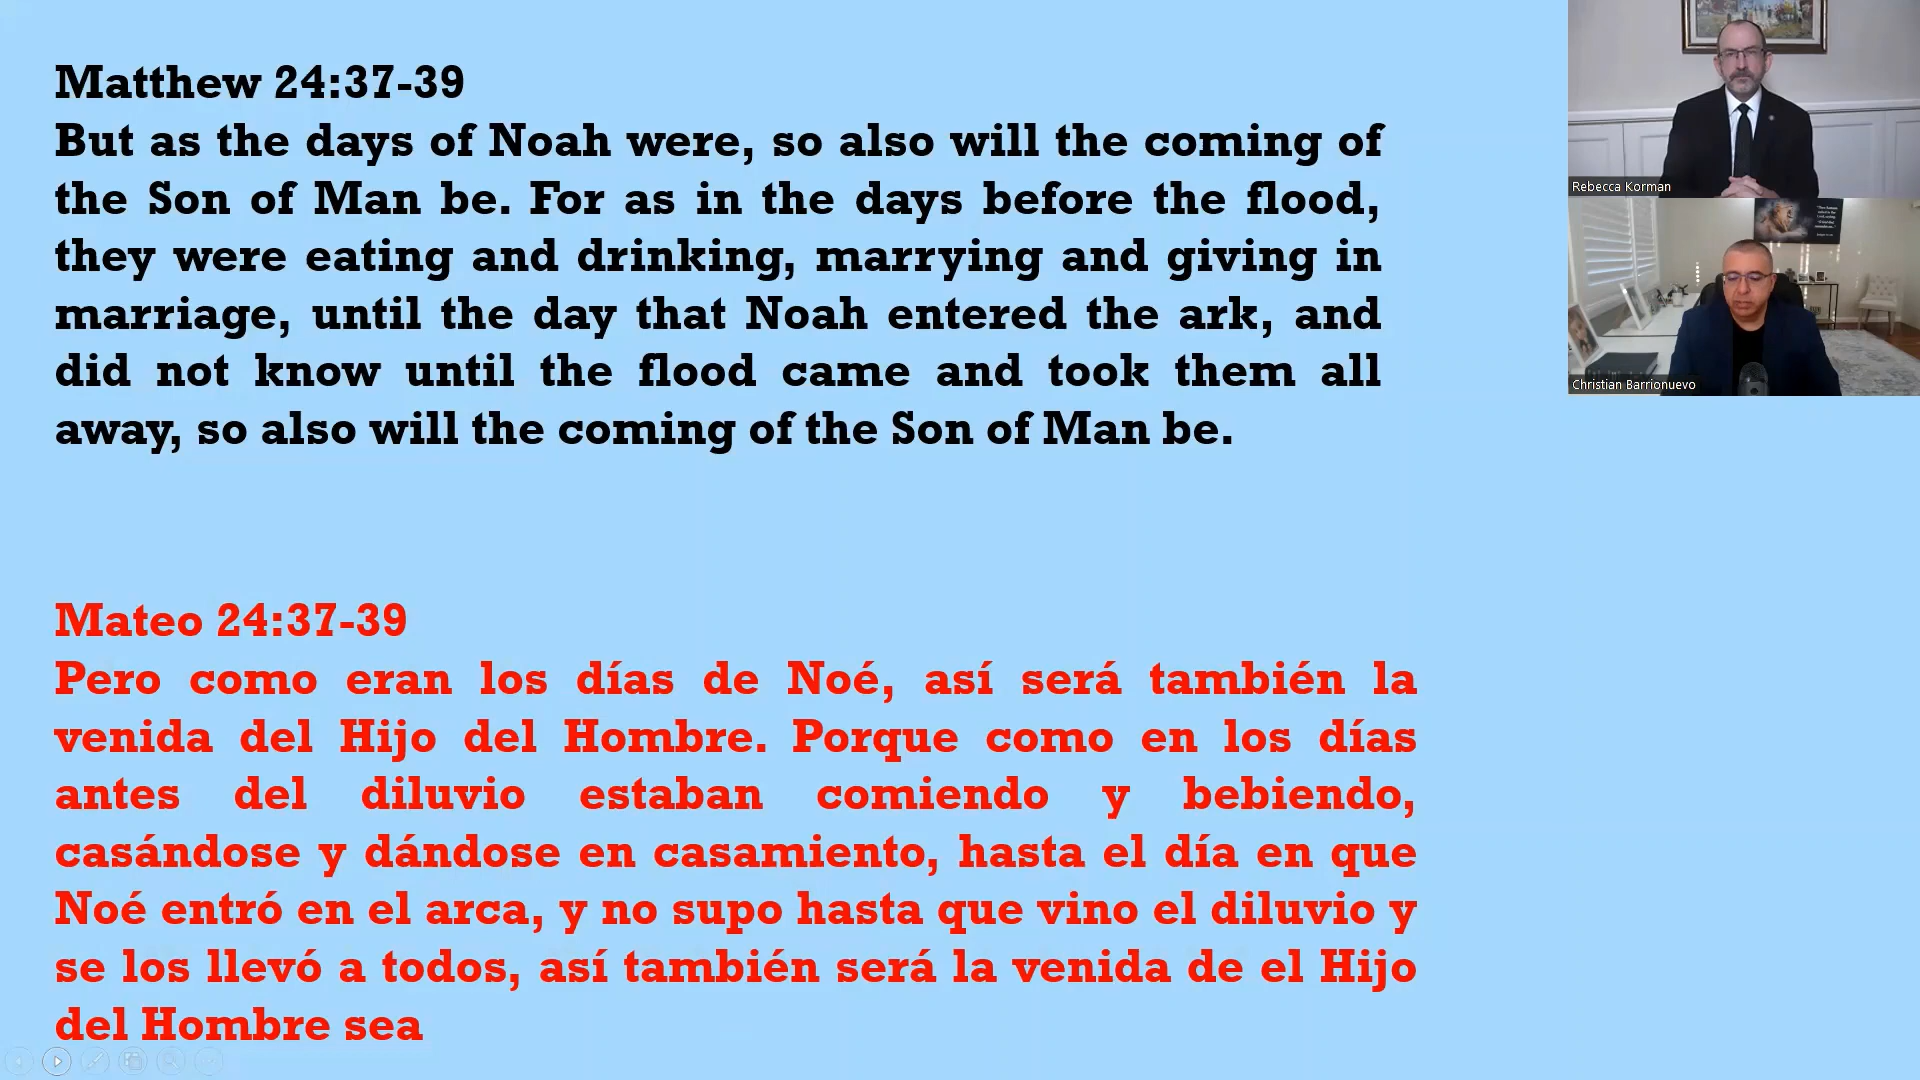 Matthew 24:37-39
But as the days of Noah were, so also will the coming of
the Son of Man be. For as in the days before the flood,
they were eating and drinking, marrying and giving in
marriage, until the day that Noah entered the ark, and
did not know until the flood came and took them all
away, so also will the coming of the Son of Man be.
Mateo 24:37-39
Pero como eran los días de Noé, así será también la
venida del Hijo del Hombre. Porque como en los días
antes del diluvio estaban comiendo y bebiendo,
casándose y dándose en casamiento, hasta el día en que
Noé entró en el arca, y no supo hasta que vino el diluvio y
se los llevó a todos, así también será la venida de el Hijo
del Hombre sea
Rebecca Korman
Christian Barrionuevo